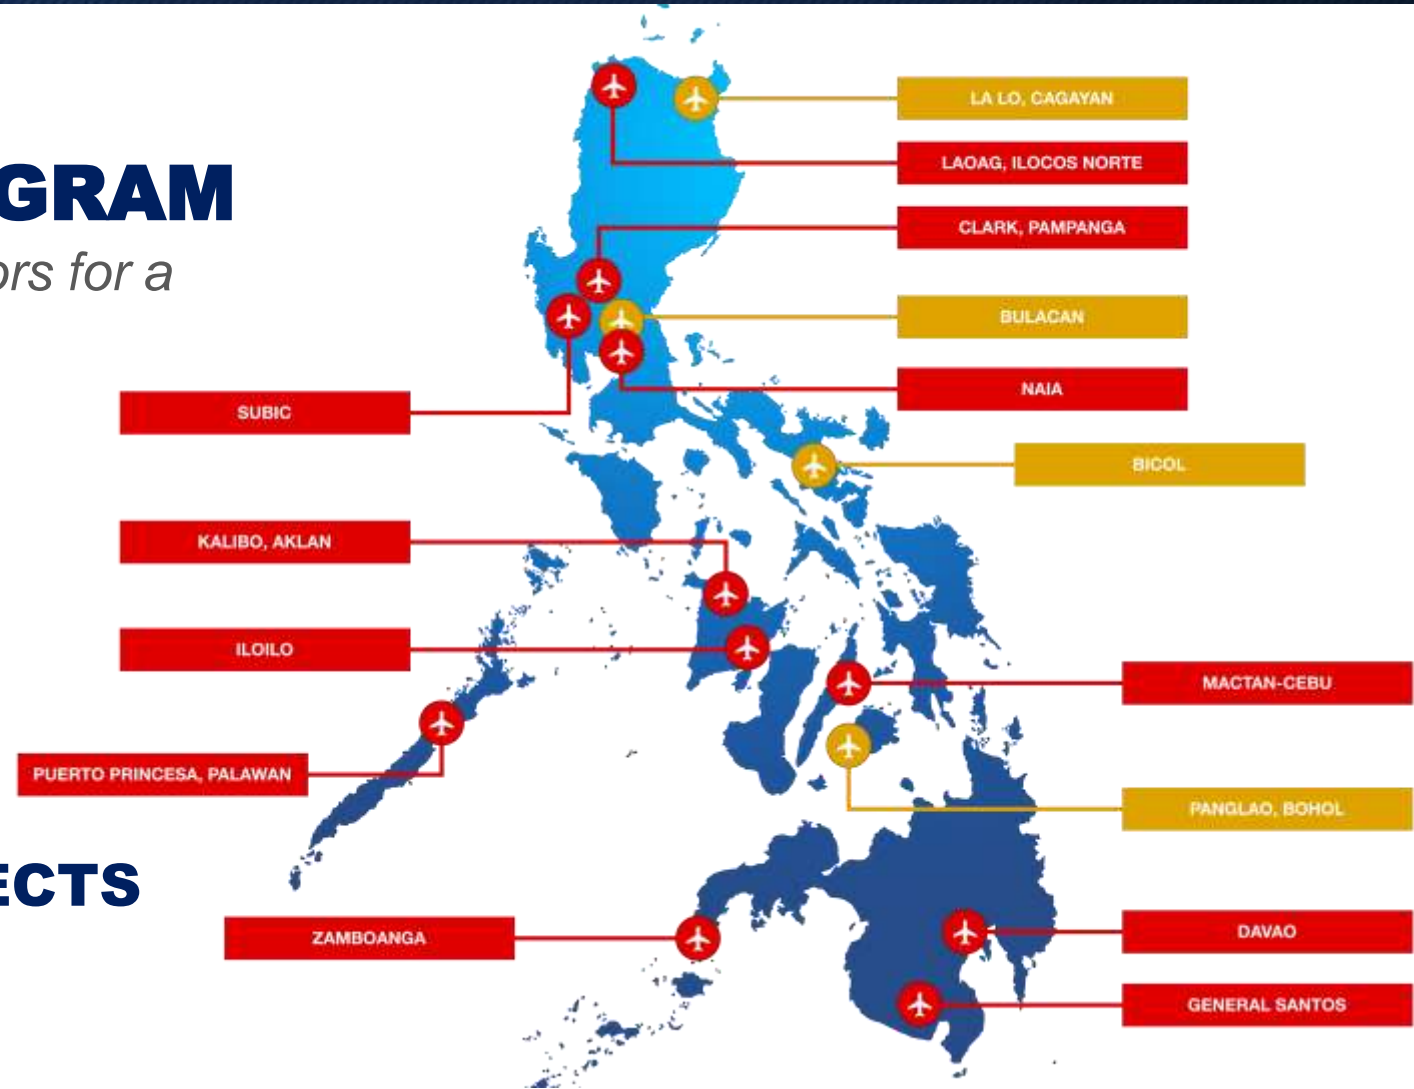 GRAM
ors for a
ECTS
LA LO, CAGAYAN
LAOAG, ILOCOS NORTE
CLARK, PAMPANGA
BULACAN
NAIA
SUBIC
BICOL
KALIBO, AKLAN
ILOILO
MACTAN-CEBU
PUERTO PRINCESA, PALAWAN
PANGLAO, BOHOL
ZAMBOANGA
DAVAO
GENERAL SANTOS